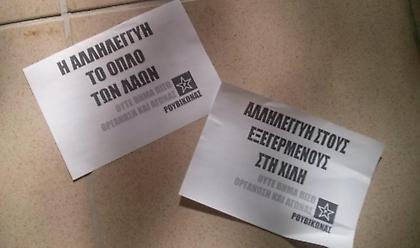 Η ΑΛΛΗΛΕΓΓΥΗ
ΤΟ ΟΠΛΟ
ΤΩΝ ΛΑΩΝ
ΟΥΤΕ ΒΗΜΑ ΠΙΣΩ
ΟΡΓΑΝΩΣΗ ΚΑΙ ΑΓΩΝΑΣ
ΡΟΥΒΙΚΩΝΑΣ
ΑΛΛΗΛΕΓΓΥΗ ΣΤΟΥΣ
ΕΞΕΓΕΡΜΕΝΟΥΣ
ΣΤΗ ΧΙΛΗ
ΟΥΤΕ ΒΗΜΑ ΠΙΣΩ
ΟΡΓΑΝΩΣΗ ΚΑΙ ΑΓΩΝΑΣ
ΡΟΥΒΙΚΩΝΑΣ